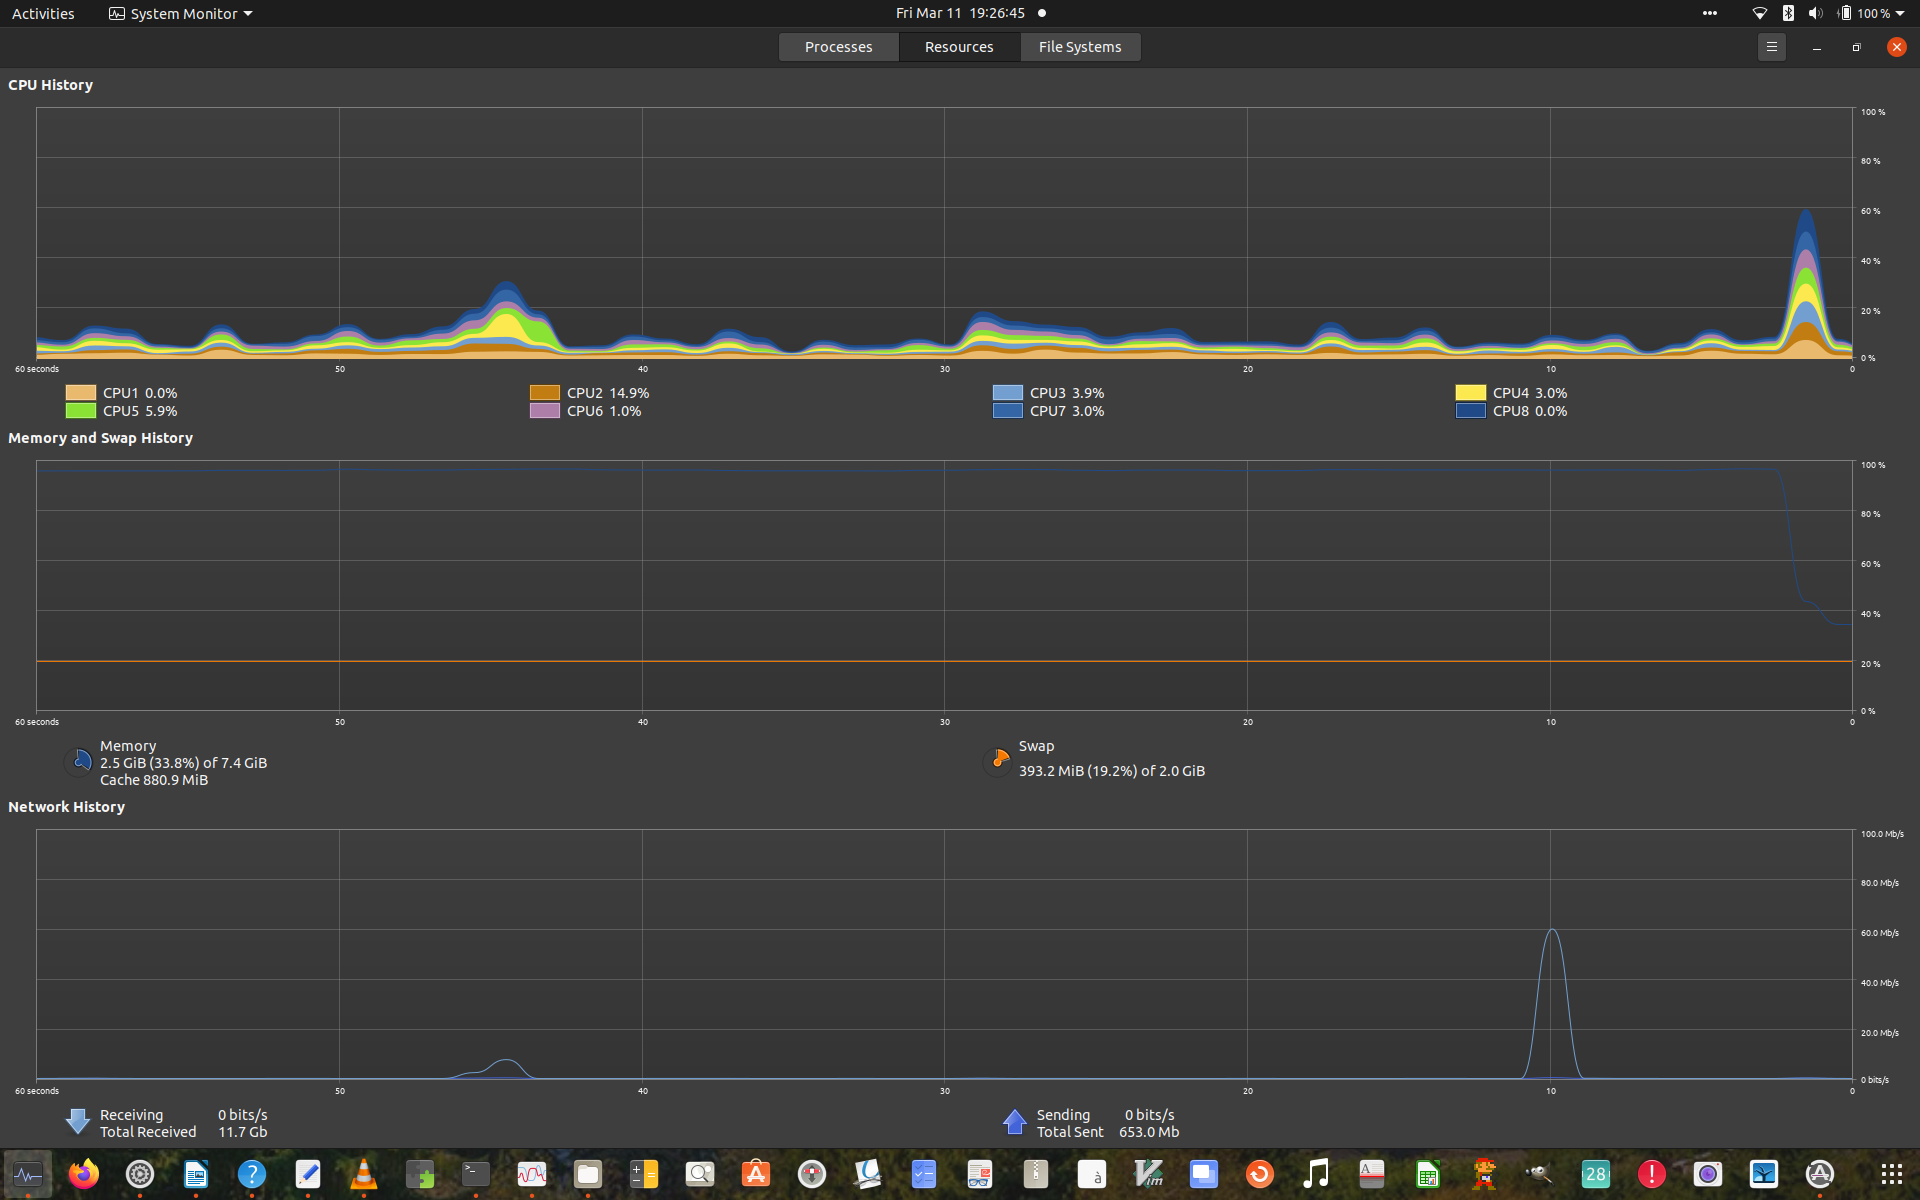 Activities System Monitor Fri Mar 11 19:26:45 100 %
Processes Resources File Systems
CPU History
100 %
80 %
60 %
40 %
20 %
0 %
60 seconds 50 40 30 20 10 0
CPU1 0.0% CPU2 14.9% CPU3 3.9% CPU4 3.0%
CPU5 5.9% CPU6 1.0% CPU7 3.0% CPU8 0.0%
Memory and Swap History
100 %
80 %
60 %
40 %
20 %
0 %
60 seconds 50 40 30 20 10 0
Memory
2.5 GiB (33.8%) of 7.4 GiB
Cache 880.9 MiB
Swap
393.2 MiB (19.2%) of 2.0 GiB
Network History
100.0 Mb/s
80.0 Mb/s
60.0 Mb/s
40.0 Mb/s
20.0 Mb/s
0 bits/s
60 seconds 50 40 30 20 10 0
Receiving 0 bits/s
Total Received 11.7 Gb
Sending 0 bits/s
Total Sent 653.0 Mb
? >_ A à Vim A 28 !